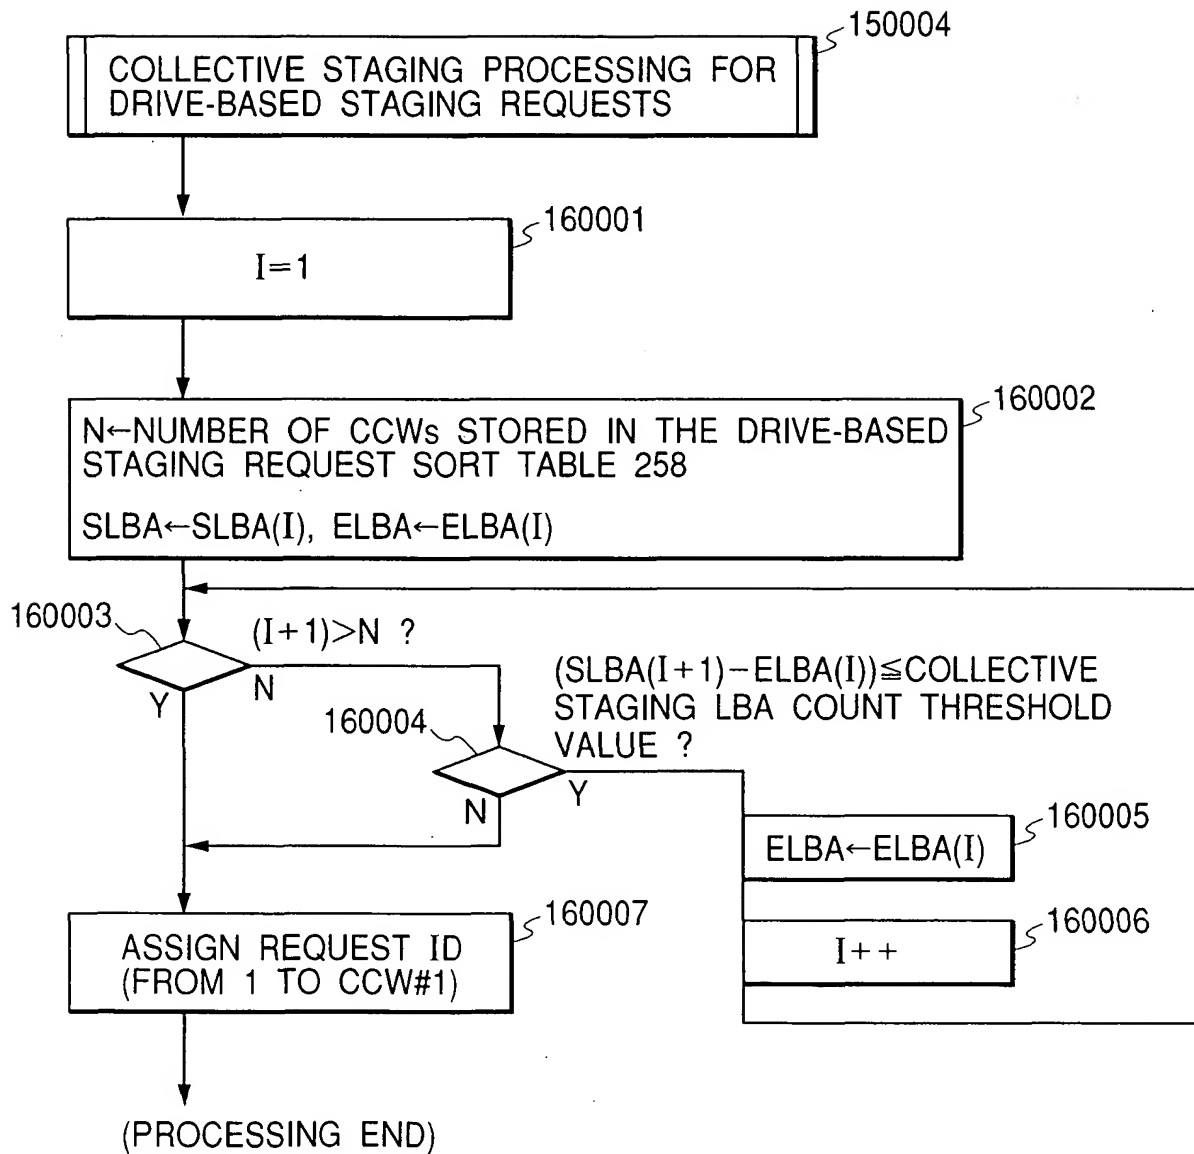 150004
COLLECTIVE STAGING PROCESSING FOR
DRIVE-BASED STAGING REQUESTS
160001
I=1
160002
N←NUMBER OF CCWs STORED IN THE DRIVE-BASED
STAGING REQUEST SORT TABLE 258
SLBA←SLBA(I), ELBA←ELBA(I)
160003
(I+1)>N ?
Y
N
(SLBA(I+1)−ELBA(I))≦COLLECTIVE
STAGING LBA COUNT THRESHOLD
VALUE ?
160004
N
Y
160005
ELBA←ELBA(I)
160006
I++
160007
ASSIGN REQUEST ID
(FROM 1 TO CCW#1)
(PROCESSING END)